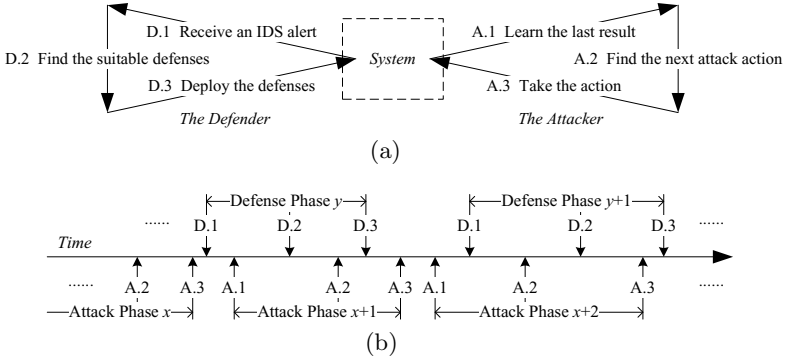 D.1 Receive an IDS alert
A.1 Learn the last result
D.2 Find the suitable defenses
System
A.2 Find the next attack action
D.3 Deploy the defenses
A.3 Take the action
The Defender
The Attacker
(a)
Defense Phase y
Defense Phase y+1
...... D.1 D.2 D.3 D.1 D.2 D.3 ......
Time
...... A.2 A.3 A.1 A.2 A.3 A.1 A.2 A.3 ......
Attack Phase x
Attack Phase x+1
Attack Phase x+2
(b)